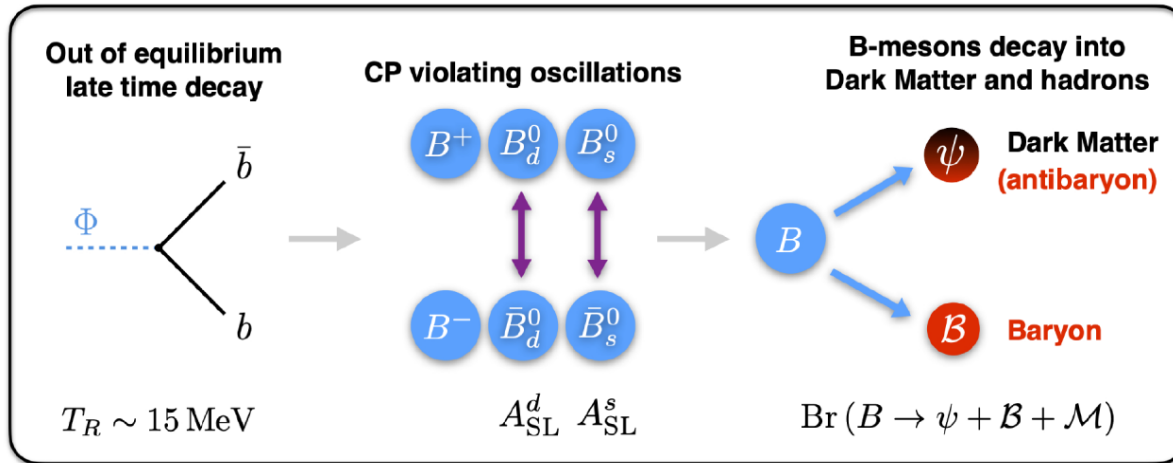 Out of equilibrium
late time decay
Φ
b̄
b
T_R ∼ 15 MeV
CP violating oscillations
B⁺ B⁰_d B⁰_s
B⁻ B̄⁰_d B̄⁰_s
A^d_SL A^s_SL
B-mesons decay into
Dark Matter and hadrons
B
ψ
Dark Matter
(antibaryon)
ℬ
Baryon
Br (B → ψ + ℬ + ℳ)